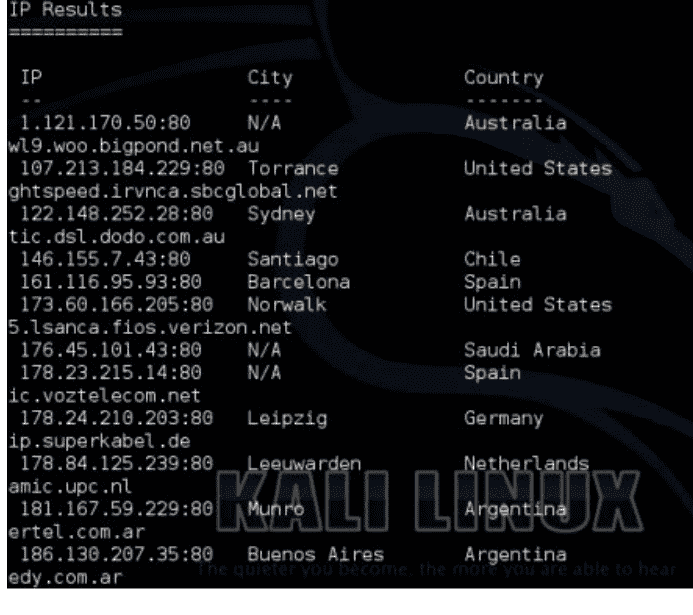 IP Results
==========
IP City Country
-- ---- -------
1.121.170.50:80 N/A Australia
wl9.woo.bigpond.net.au
107.213.184.229:80 Torrance United States
ghtspeed.irvnca.sbcglobal.net
122.148.252.28:80 Sydney Australia
tic.dsl.dodo.com.au
146.155.7.43:80 Santiago Chile
161.116.95.93:80 Barcelona Spain
173.60.166.205:80 Norwalk United States
5.lsanca.fios.verizon.net
176.45.101.43:80 N/A Saudi Arabia
178.23.215.14:80 N/A Spain
ic.voztelecom.net
178.24.210.203:80 Leipzig Germany
ip.superkabel.de
178.84.125.239:80 Leeuwarden Netherlands
amic.upc.nl
181.167.59.229:80 Munro Argentina
ertel.com.ar
KALI LINUX
186.130.207.35:80 Buenos Aires Argentina
The quieter you become, the more you are able to hear
edy.com.ar